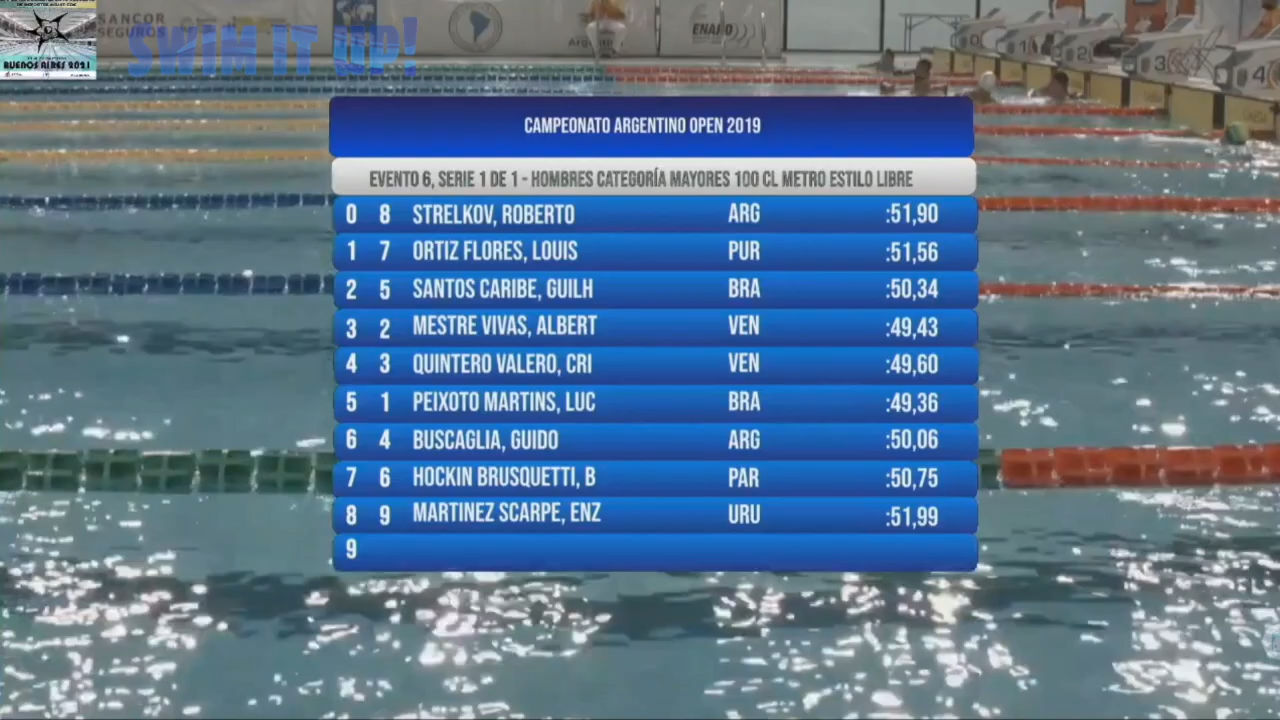 BUENOS AIRES 2021
SANCOR
SEGUROS
SWIM IT UP!
ENARD
CAMPEONATO ARGENTINO OPEN 2019
EVENTO 6, SERIE 1 DE 1 - HOMBRES CATEGORÍA MAYORES 100 CL METRO ESTILO LIBRE
0 8 STRELKOV, ROBERTO ARG :51,90
1 7 ORTIZ FLORES, LOUIS PUR :51,56
2 5 SANTOS CARIBE, GUILH BRA :50,34
3 2 MESTRE VIVAS, ALBERT VEN :49,43
4 3 QUINTERO VALERO, CRI VEN :49,60
5 1 PEIXOTO MARTINS, LUC BRA :49,36
6 4 BUSCAGLIA, GUIDO ARG :50,06
7 6 HOCKIN BRUSQUETTI, B PAR :50,75
8 9 MARTINEZ SCARPE, ENZ URU :51,99
9